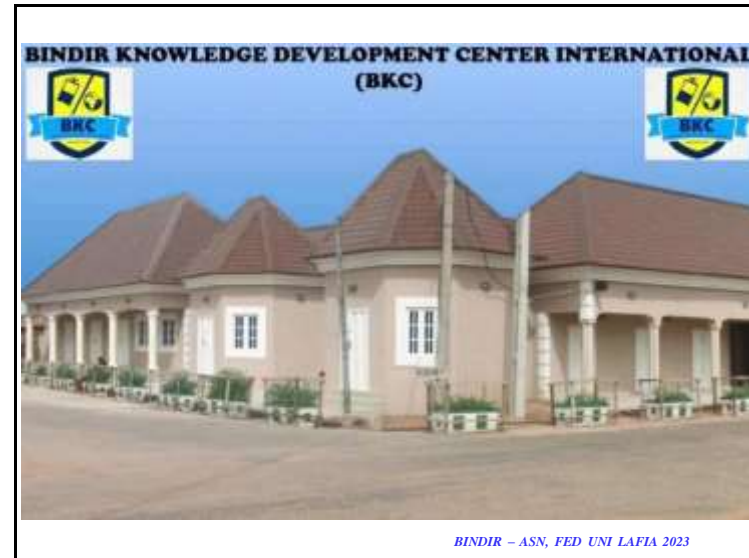 BINDIR KNOWLEDGE DEVELOPMENT CENTER INTERNATIONAL
(BKC)
BKC
BKC
BINDIR – ASN, FED UNI LAFIA 2023